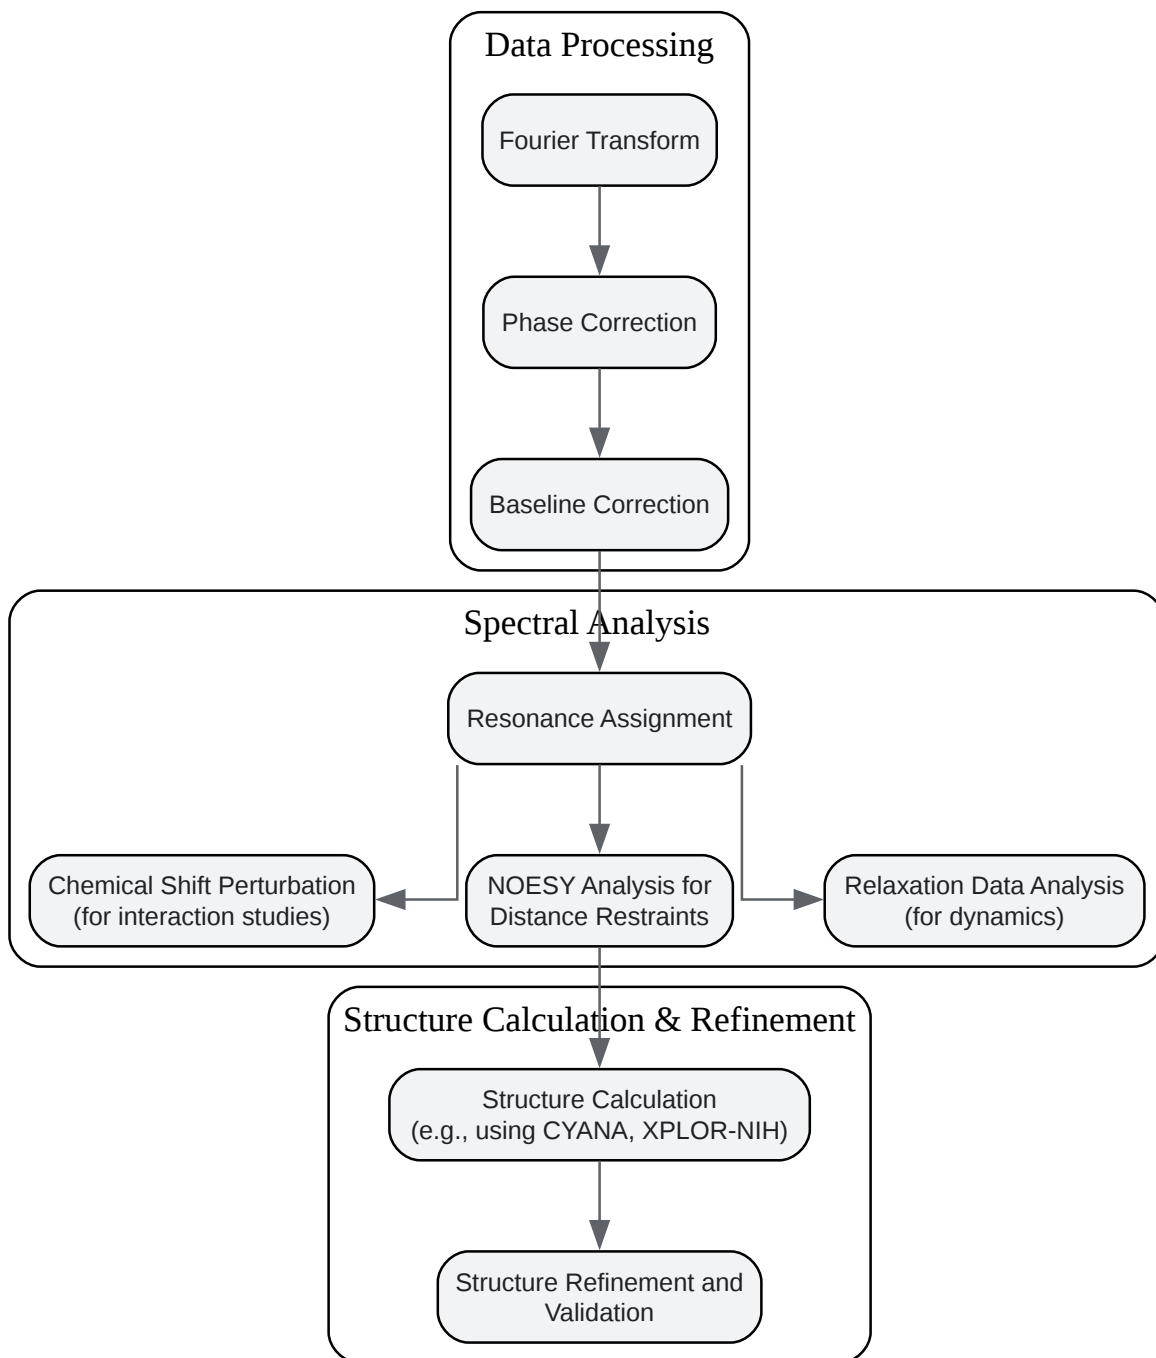 Data Processing
Fourier Transform
Phase Correction
Baseline Correction
Spectral Analysis
Resonance Assignment
Chemical Shift Perturbation
(for interaction studies)
NOESY Analysis for
Distance Restraints
Relaxation Data Analysis
(for dynamics)
Structure Calculation & Refinement
Structure Calculation
(e.g., using CYANA, XPLOR-NIH)
Structure Refinement and
Validation